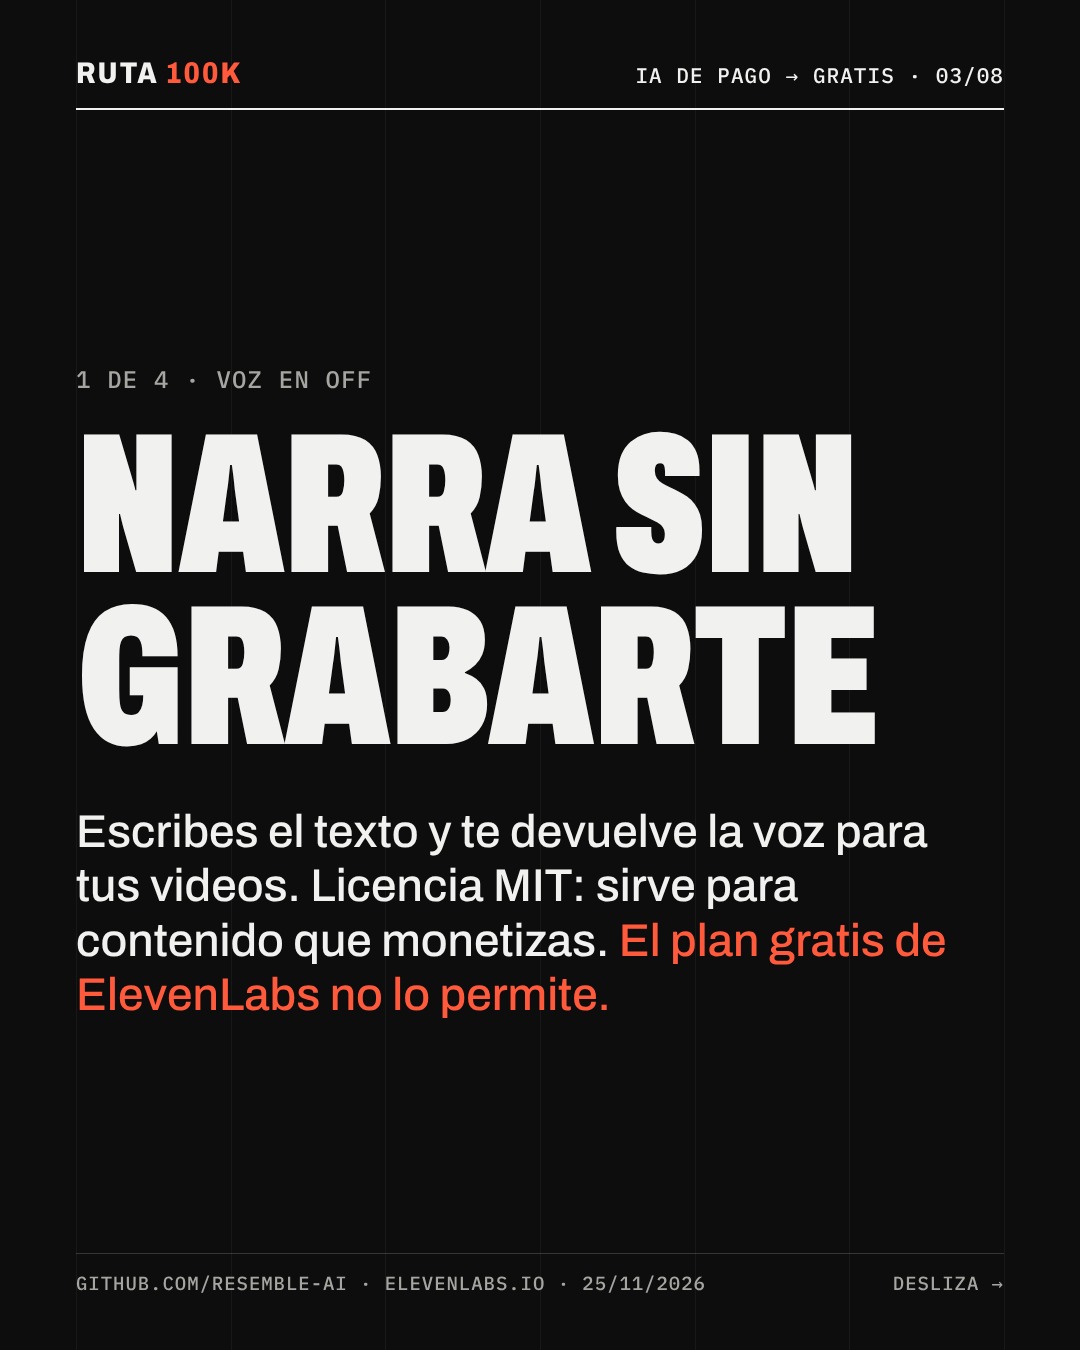 RUTA 100K
IA DE PAGO → GRATIS · 03/08
1 DE 4 · VOZ EN OFF
NARRA SIN
GRABARTE
Escribes el texto y te devuelve la voz para
tus videos. Licencia MIT: sirve para
contenido que monetizas. El plan gratis de
ElevenLabs no lo permite.
GITHUB.COM/RESEMBLE-AI · ELEVENLABS.IO · 25/11/2026
DESLIZA →